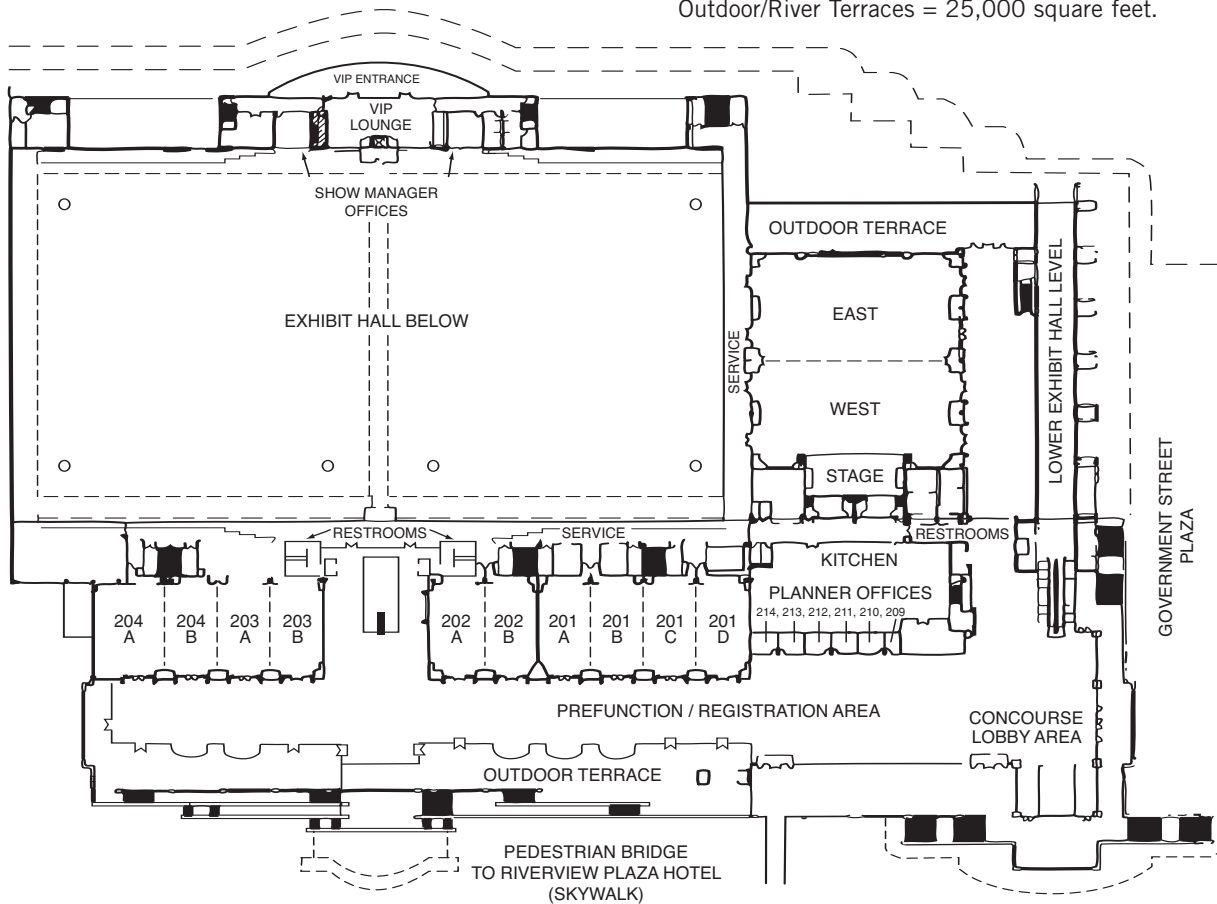 Outdoor/River Terraces = 25,000 square feet.
VIP ENTRANCE
VIP
LOUNGE
SHOW MANAGER
OFFICES
OUTDOOR TERRACE
EXHIBIT HALL BELOW
SERVICE
EAST
WEST
STAGE
LOWER EXHIBIT HALL LEVEL
GOVERNMENT STREET
PLAZA
RESTROOMS
SERVICE
RESTROOMS
KITCHEN
PLANNER OFFICES
214, 213, 212, 211, 210, 209
204
A
204
B
203
A
203
B
202
A
202
B
201
A
201
B
201
C
201
D
PREFUNCTION / REGISTRATION AREA
CONCOURSE
LOBBY AREA
OUTDOOR TERRACE
PEDESTRIAN BRIDGE
TO RIVERVIEW PLAZA HOTEL
(SKYWALK)